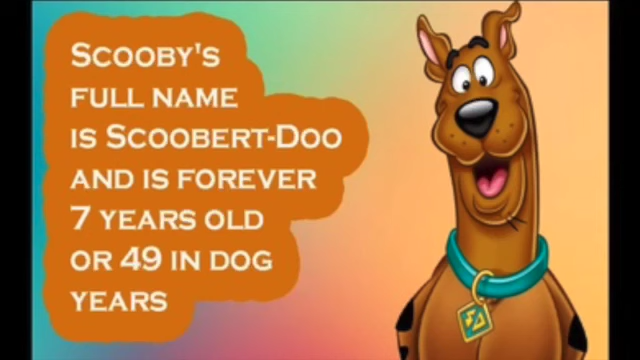 Scooby's
full name
is Scoobert-Doo
and is forever
7 years old
or 49 in dog
years